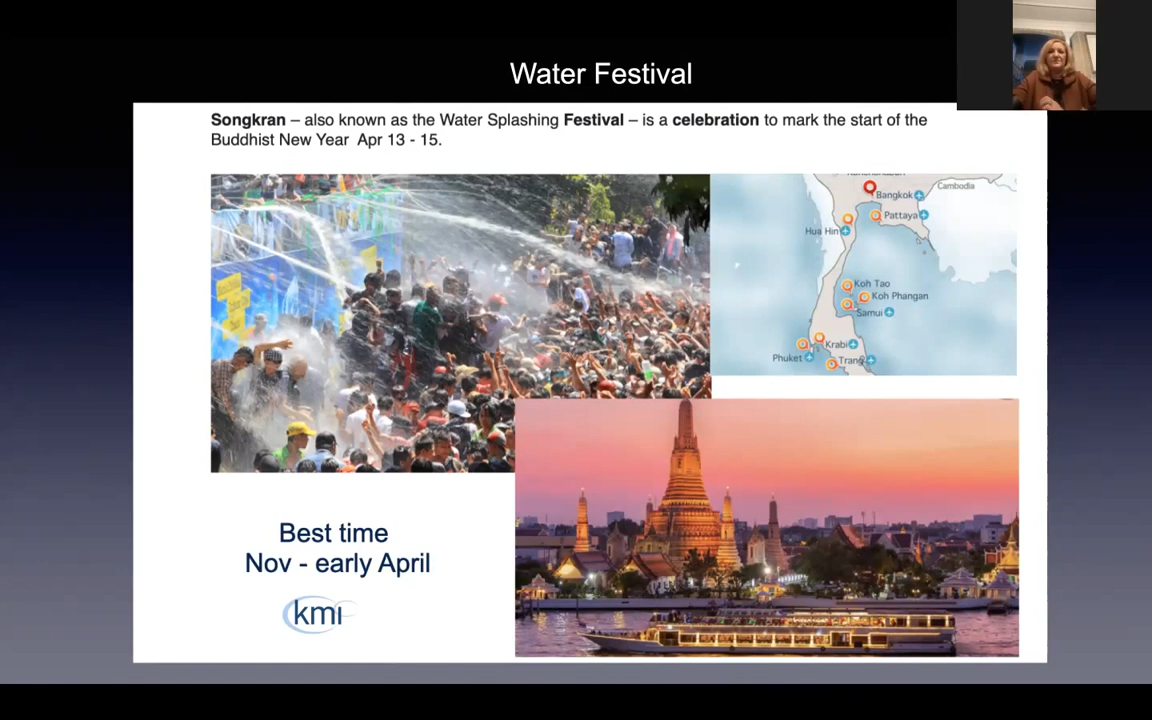 Water Festival
Songkran – also known as the Water Splashing Festival – is a celebration to mark the start of the
Buddhist New Year Apr 13 - 15.
Bangkok
Cambodia
Pattaya
Hua Hin
Koh Tao
Koh Phangan
Samui
Krabi
Phuket
Trang
Best time
Nov - early April
kmi